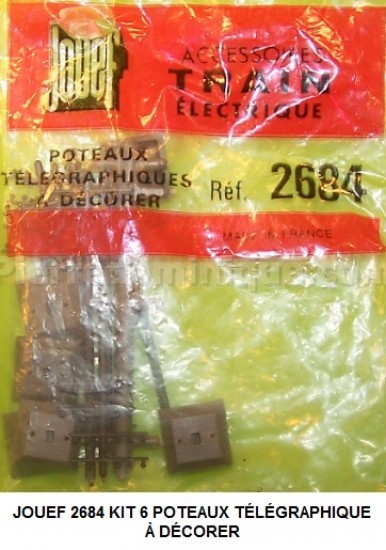 Jouef
ACCESSOIRES
TRAIN
ÉLECTRIQUE
POTEAUX
TÉLÉGRAPHIQUES
A DÉCORER
Réf. 2684
MADE IN FRANCE
JOUEF 2684 KIT 6 POTEAUX TÉLÉGRAPHIQUE
À DÉCORER